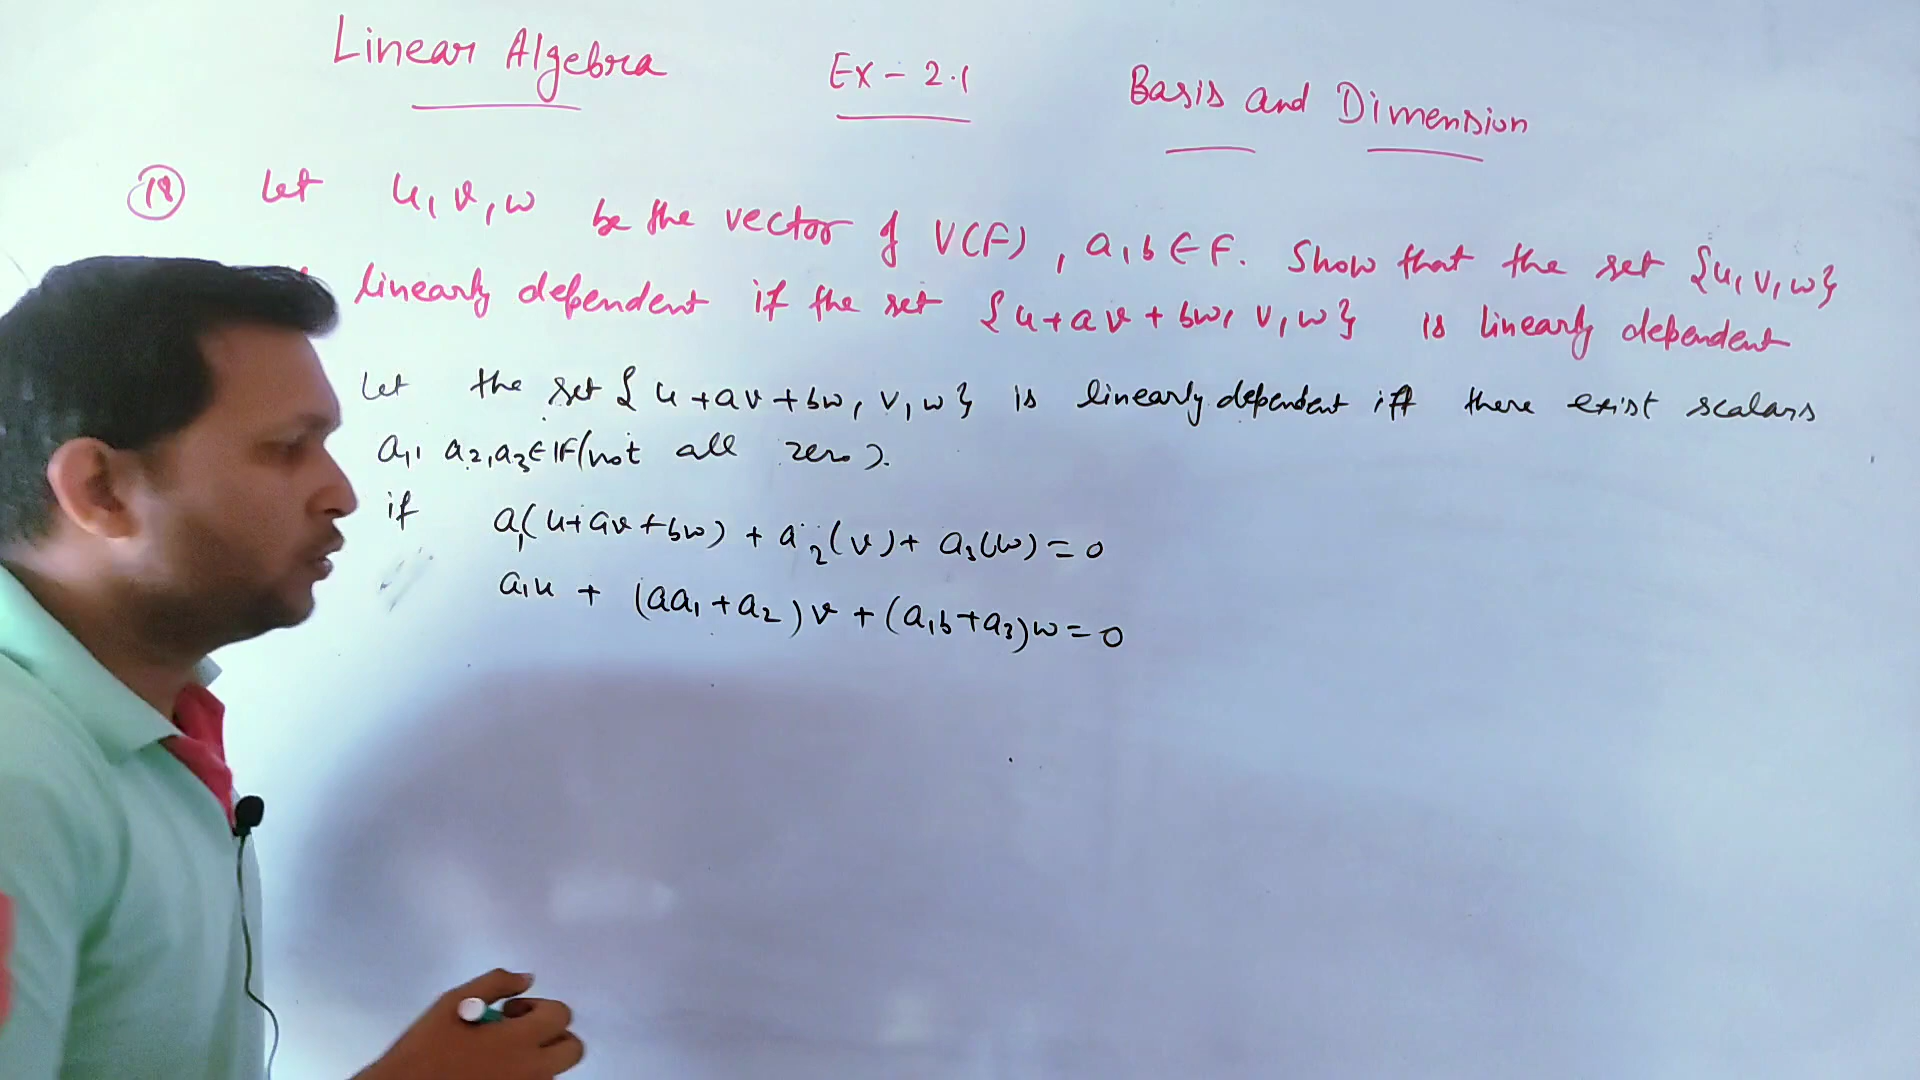 Linear Algebra Ex - 2.1 Basis and Dimension
18 Let u, v, w be the vector of V(F), a, b ∈ F. Show that the set {u, v, w}
linearly dependent if the set {u + av + bw, v, w} is linearly dependent
Let the set {u + av + bw, v, w} is linearly dependent iff there exist scalars
a₁, a₂, a₃ ∈ F (not all zero).
if a₁(u + av + bw) + a₂(v) + a₃(w) = 0
a₁u + (aa₁ + a₂)v + (a₁b + a₃)w = 0